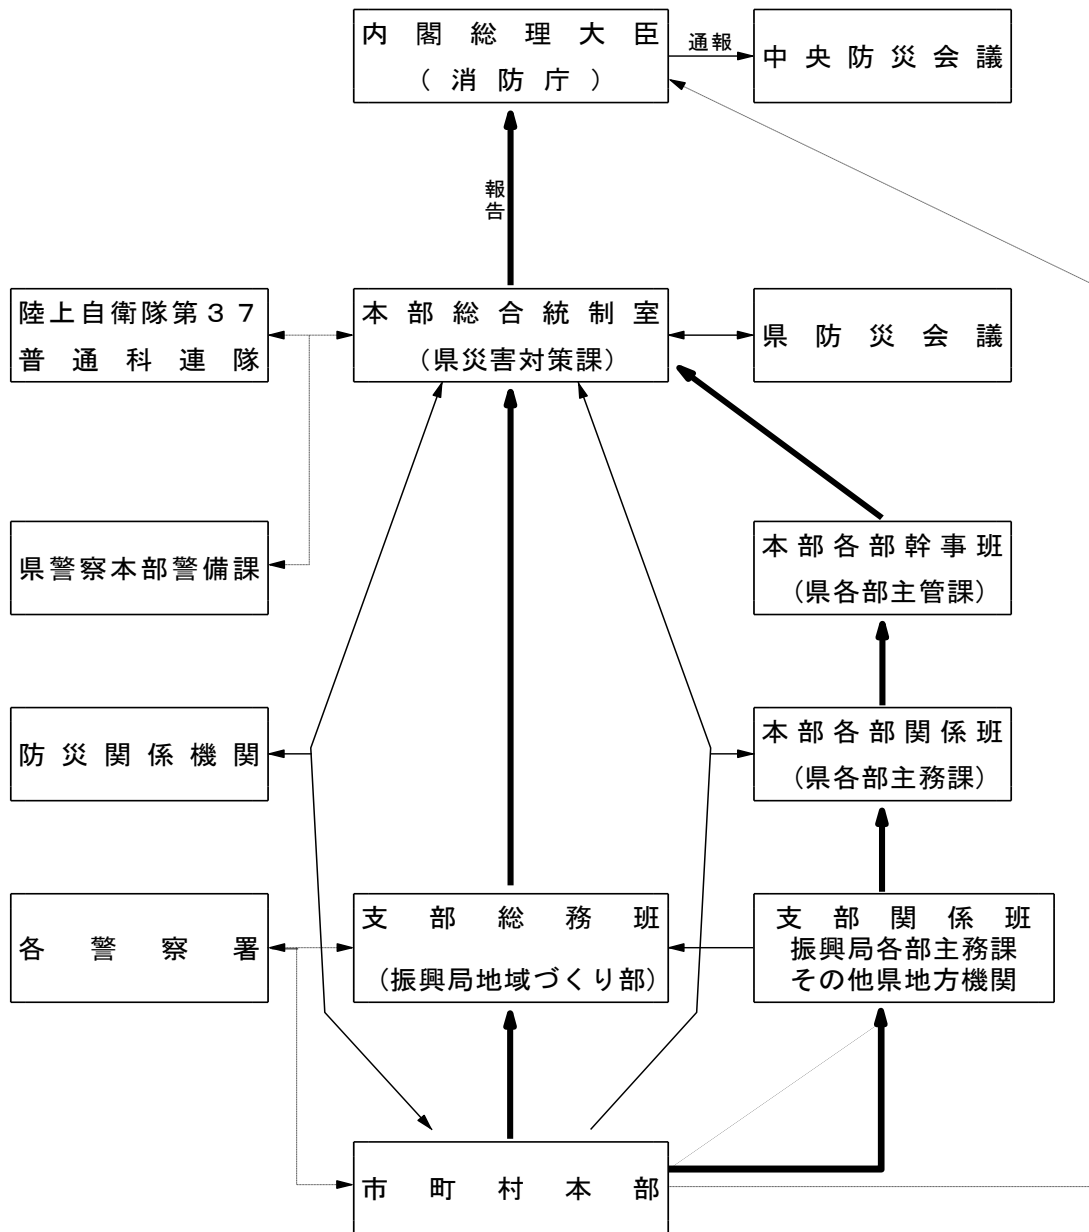 内閣総理大臣
（消防庁）
通報
中央防災会議
報告
陸上自衛隊第３７
普通科連隊
本部総合統制室
（県災害対策課）
県防災会議
県警察本部警備課
本部各部幹事班
（県各部主管課）
防災関係機関
本部各部関係班
（県各部主務課）
各警察署
支部総務班
（振興局地域づくり部）
支部関係班
振興局各部主務課
その他県地方機関
市町村本部